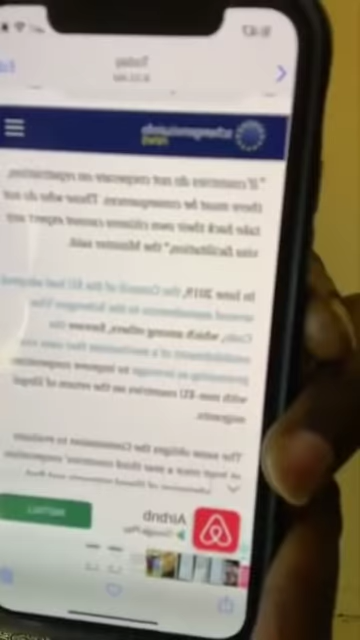 Today
schengenvisainfo
news
"If countries do not cooperate on repatriation,
there must be consequences. Those who do not
take back their own citizens cannot expect any
visa facilitation," the Minister said.
In June 2019, the Council of the EU had adopted
several amendments to the Schengen Visa
Code, which among others, foresee the
establishment of a mechanism that uses visa
processing as leverage to improve cooperation
with non-EU countries on the return of illegal
migrants.
The same obliges the Commission to evaluate
at least once a year third countries' cooperation
INSTALL
Airbnb
Google Play